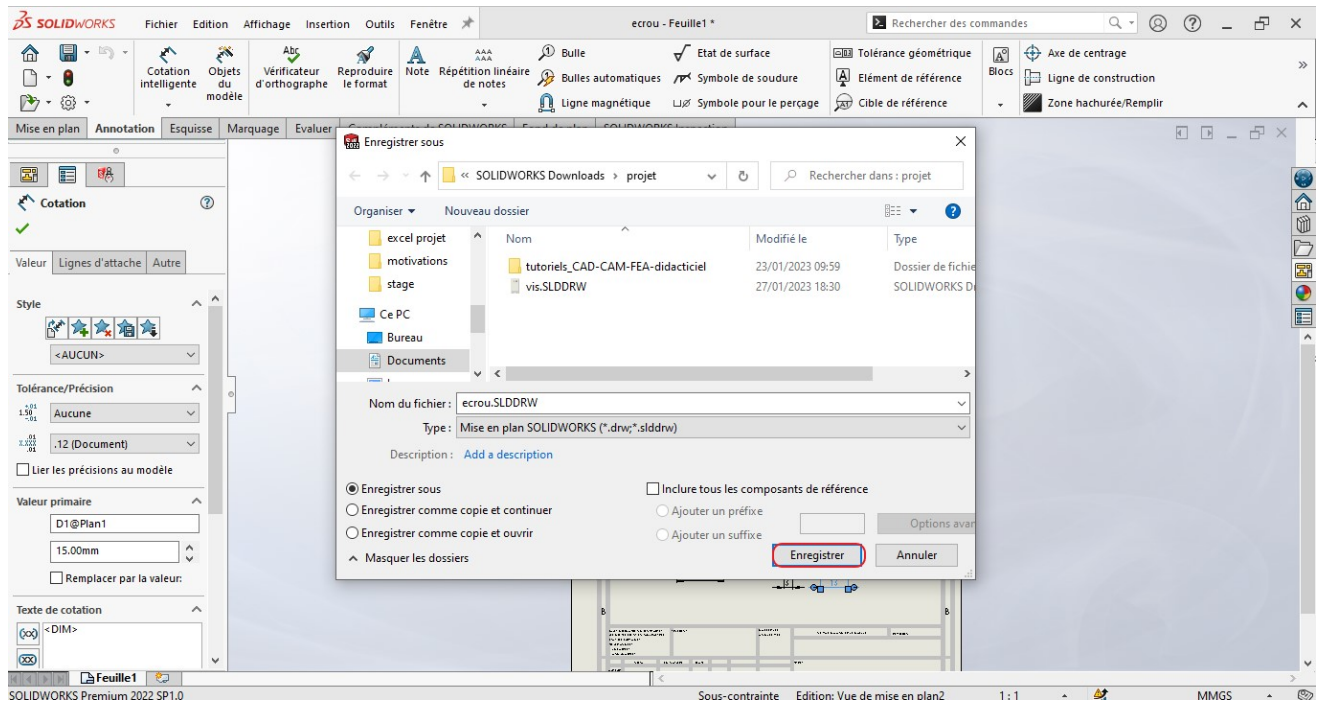 SOLIDWORKS Fichier Edition Affichage Insertion Outils Fenêtre ecrou - Feuille1 * Rechercher des commandes
Cotation intelligente
Objets du modèle
Vérificateur d'orthographe
Reproduire le format
Note
Répétition linéaire de notes
Bulle
Bulles automatiques
Ligne magnétique
Etat de surface
Symbole de soudure
Symbole pour le perçage
Tolérance géométrique
Elément de référence
Cible de référence
Blocs
Axe de centrage
Ligne de construction
Zone hachurée/Remplir
Mise en plan Annotation Esquisse Marquage Evaluer
Cotation
Valeur Lignes d'attache Autre
Style
<AUCUN>
Tolérance/Précision
Aucune
.12 (Document)
Lier les précisions au modèle
Valeur primaire
D1@Plan1
15.00mm
Remplacer par la valeur:
Texte de cotation
<DIM>
Enregistrer sous
« SOLIDWORKS Downloads › projet Rechercher dans : projet
Organiser Nouveau dossier
excel projet
motivations
stage
Ce PC
Bureau
Documents
Nom Modifié le Type
tutoriels_CAD-CAM-FEA-didacticiel 23/01/2023 09:59 Dossier de fichie
vis.SLDDRW 27/01/2023 18:30 SOLIDWORKS D
Nom du fichier : ecrou.SLDDRW
Type : Mise en plan SOLIDWORKS (*.drw;*.slddrw)
Description : Add a description
Enregistrer sous
Enregistrer comme copie et continuer
Enregistrer comme copie et ouvrir
Inclure tous les composants de référence
Ajouter un préfixe
Ajouter un suffixe
Options avan
Masquer les dossiers Enregistrer Annuler
B B
Feuille1
SOLIDWORKS Premium 2022 SP1.0 Sous-contrainte Edition: Vue de mise en plan2 1 : 1 MMGS